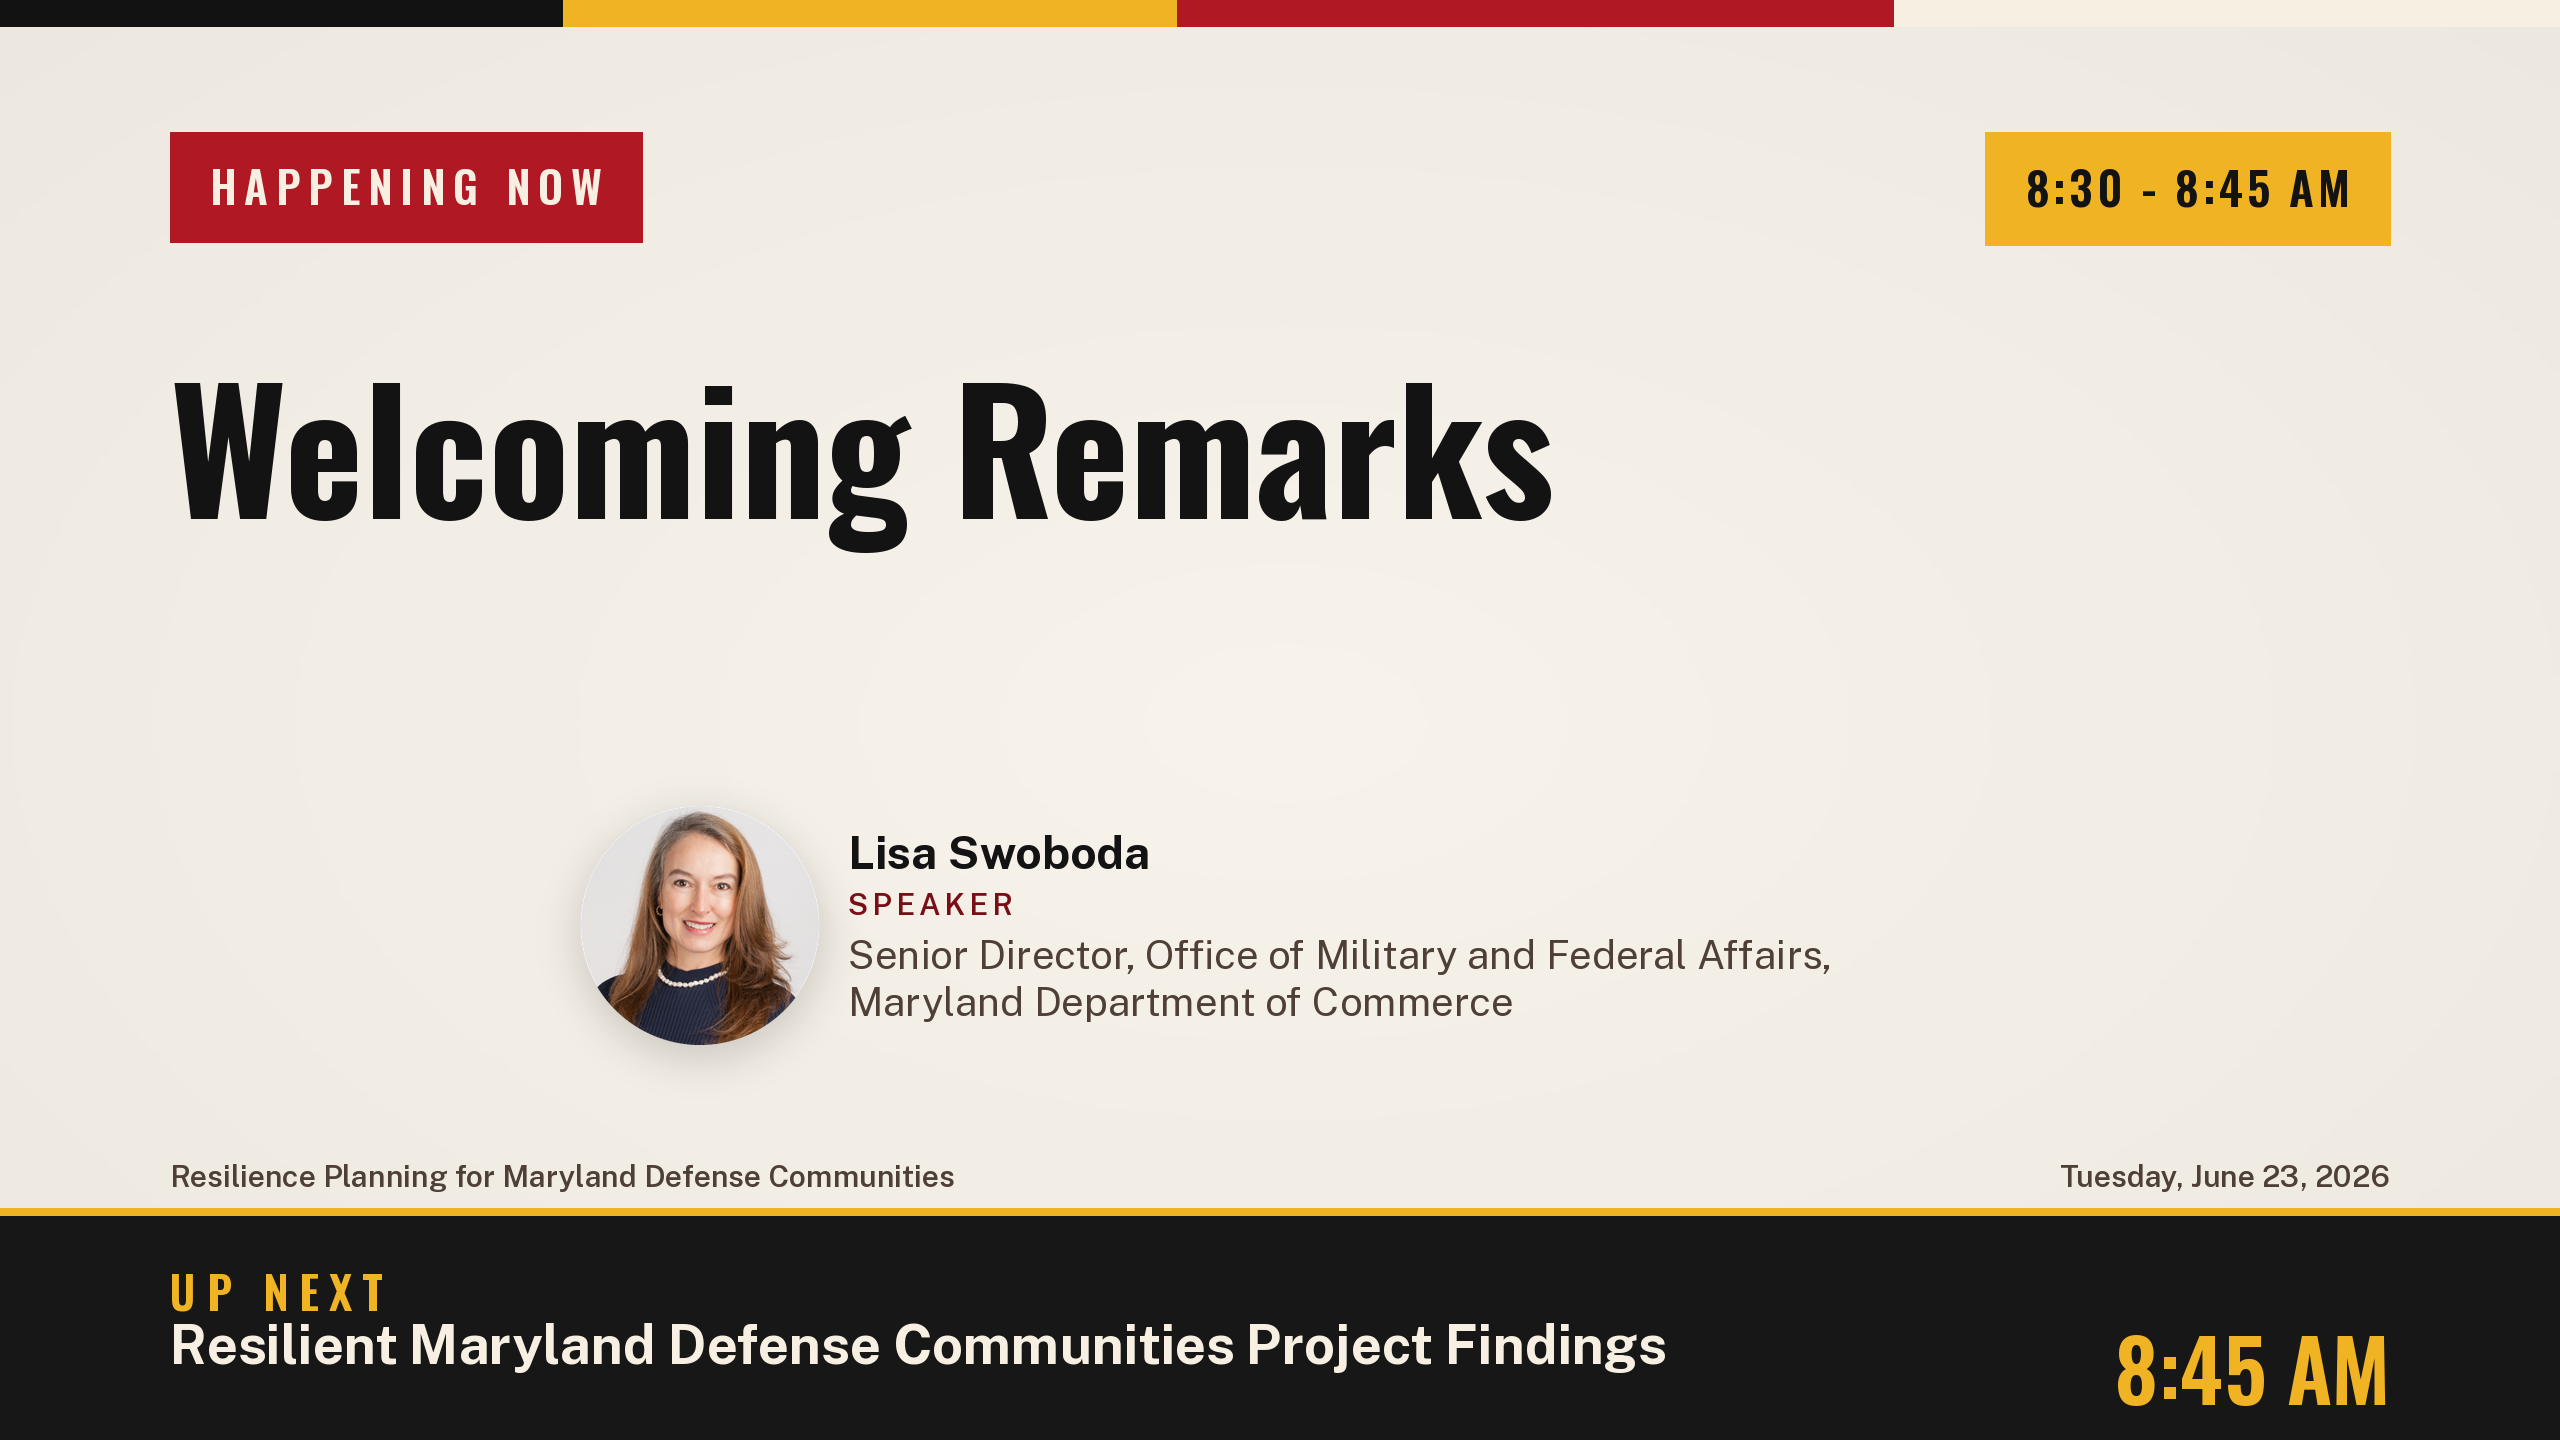 HAPPENING NOW
8:30 - 8:45 AM
Welcoming Remarks
Lisa Swoboda
SPEAKER
Senior Director, Office of Military and Federal Affairs,
Maryland Department of Commerce
Resilience Planning for Maryland Defense Communities
Tuesday, June 23, 2026
UP NEXT
Resilient Maryland Defense Communities Project Findings
8:45 AM